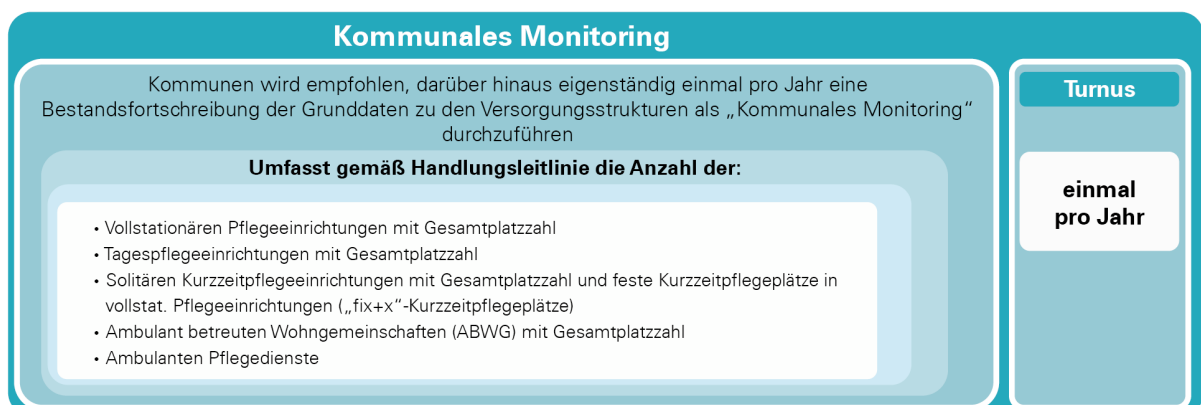 Kommunales Monitoring
Kommunen wird empfohlen, darüber hinaus eigenständig einmal pro Jahr eine
Bestandsfortschreibung der Grunddaten zu den Versorgungsstrukturen als „Kommunales Monitoring“
durchzuführen
Umfasst gemäß Handlungsleitlinie die Anzahl der:
• Vollstationären Pflegeeinrichtungen mit Gesamtplatzzahl
• Tagespflegeeinrichtungen mit Gesamtplatzzahl
• Solitären Kurzzeitpflegeeinrichtungen mit Gesamtplatzzahl und feste Kurzzeitpflegeplätze in
vollstat. Pflegeeinrichtungen („fix+x“-Kurzzeitpflegeplätze)
• Ambulant betreuten Wohngemeinschaften (ABWG) mit Gesamtplatzzahl
• Ambulanten Pflegedienste
Turnus
einmal
pro Jahr